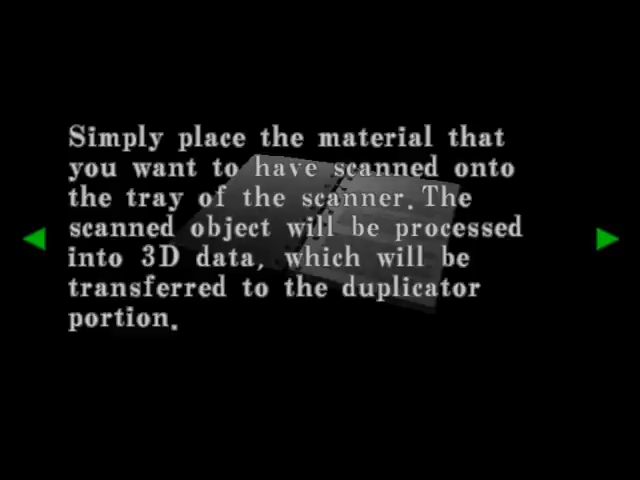 Simply place the material that
you want to have scanned onto
the tray of the scanner. The
scanned object will be processed
into 3D data, which will be
transferred to the duplicator
portion.